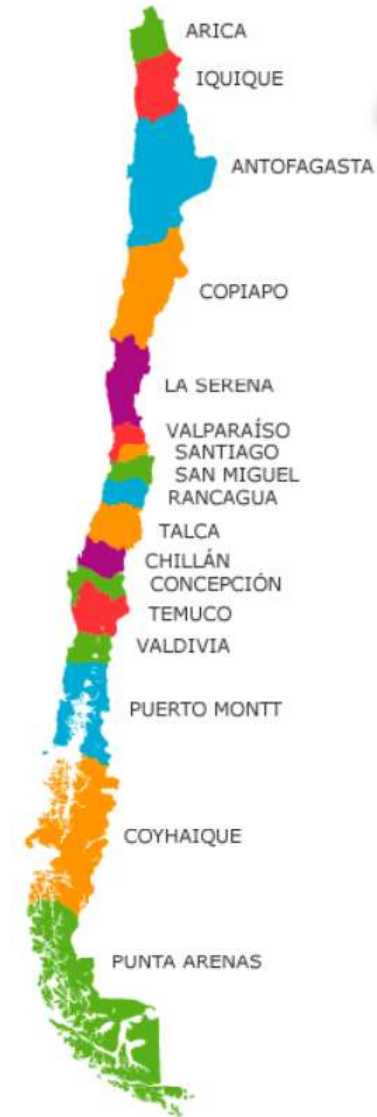 ARICA
IQUIQUE
ANTOFAGASTA
COPIAPO
LA SERENA
VALPARAÍSO
SANTIAGO
SAN MIGUEL
RANCAGUA
TALCA
CHILLÁN
CONCEPCIÓN
TEMUCO
VALDIVIA
PUERTO MONTT
COYHAIQUE
PUNTA ARENAS